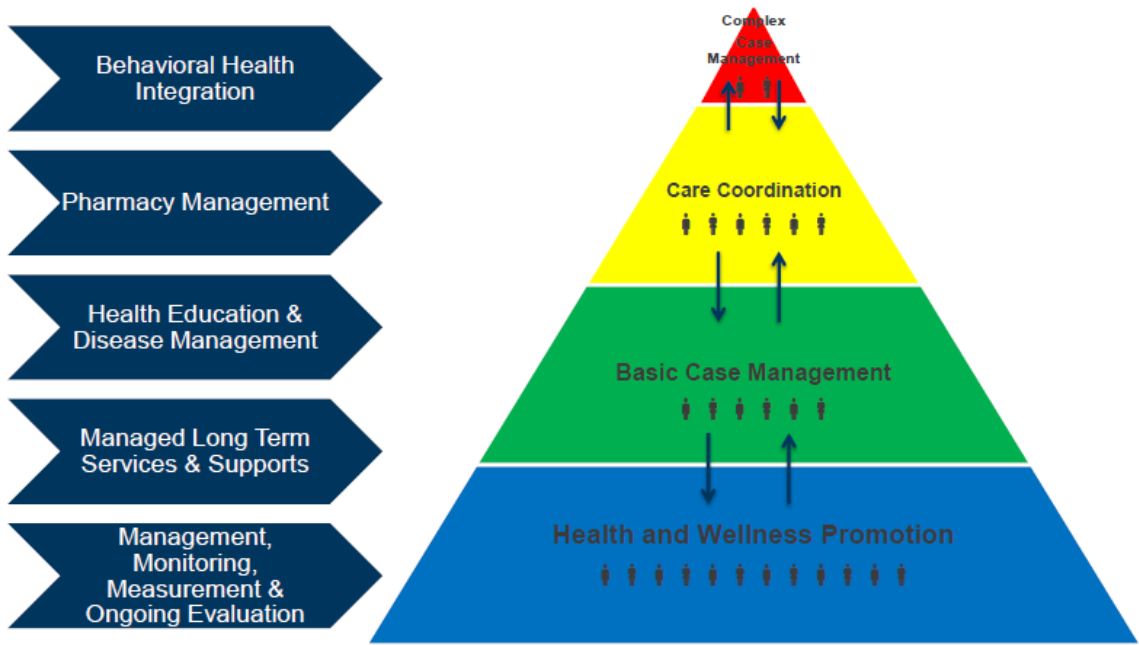 Behavioral Health
Integration
Pharmacy Management
Health Education &
Disease Management
Managed Long Term
Services & Supports
Management,
Monitoring,
Measurement &
Ongoing Evaluation
Complex
Case
Management
Care Coordination
Basic Case Management
Health and Wellness Promotion